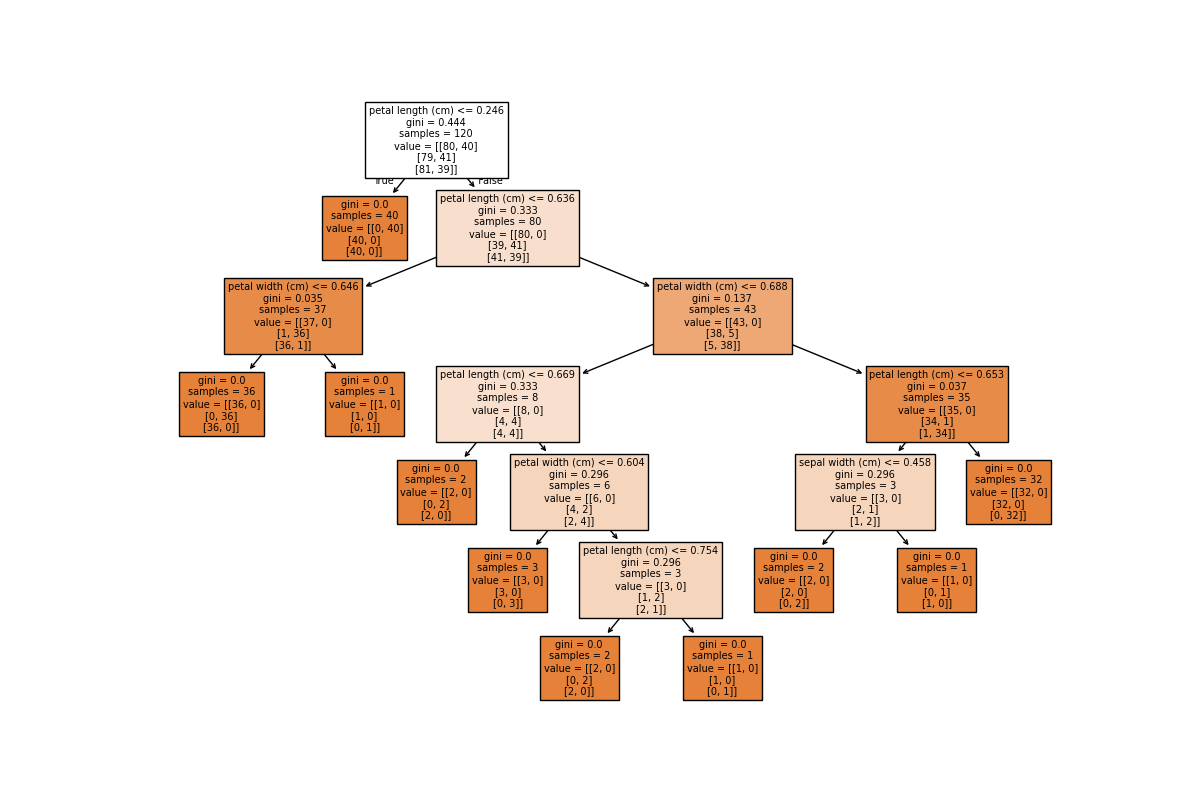 petal length (cm) <= 0.246
gini = 0.444
samples = 120
value = [[80, 40]
[79, 41]
[81, 39]]
True
False
gini = 0.0
samples = 40
value = [[0, 40]
[40, 0]
[40, 0]]
petal length (cm) <= 0.636
gini = 0.333
samples = 80
value = [[80, 0]
[39, 41]
[41, 39]]
petal width (cm) <= 0.646
gini = 0.035
samples = 37
value = [[37, 0]
[1, 36]
[36, 1]]
petal width (cm) <= 0.688
gini = 0.137
samples = 43
value = [[43, 0]
[38, 5]
[5, 38]]
gini = 0.0
samples = 36
value = [[36, 0]
[0, 36]
[36, 0]]
gini = 0.0
samples = 1
value = [[1, 0]
[1, 0]
[0, 1]]
petal length (cm) <= 0.669
gini = 0.333
samples = 8
value = [[8, 0]
[4, 4]
[4, 4]]
petal length (cm) <= 0.653
gini = 0.037
samples = 35
value = [[35, 0]
[34, 1]
[1, 34]]
gini = 0.0
samples = 2
value = [[2, 0]
[0, 2]
[2, 0]]
petal width (cm) <= 0.604
gini = 0.296
samples = 6
value = [[6, 0]
[4, 2]
[2, 4]]
sepal width (cm) <= 0.458
gini = 0.296
samples = 3
value = [[3, 0]
[2, 1]
[1, 2]]
gini = 0.0
samples = 32
value = [[32, 0]
[32, 0]
[0, 32]]
gini = 0.0
samples = 3
value = [[3, 0]
[3, 0]
[0, 3]]
petal length (cm) <= 0.754
gini = 0.296
samples = 3
value = [[3, 0]
[1, 2]
[2, 1]]
gini = 0.0
samples = 2
value = [[2, 0]
[2, 0]
[0, 2]]
gini = 0.0
samples = 1
value = [[1, 0]
[0, 1]
[1, 0]]
gini = 0.0
samples = 2
value = [[2, 0]
[0, 2]
[2, 0]]
gini = 0.0
samples = 1
value = [[1, 0]
[1, 0]
[0, 1]]